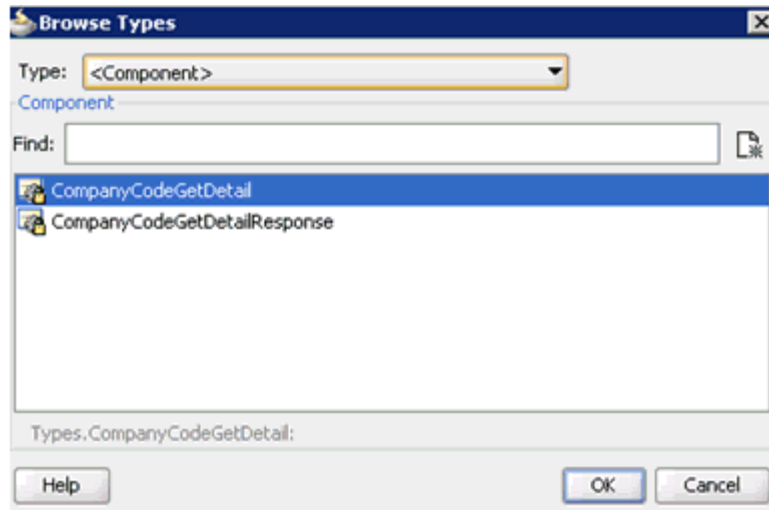 Browse Types
Type: <Component>
Component
Find:
CompanyCodeGetDetail
CompanyCodeGetDetailResponse
Types.CompanyCodeGetDetail:
Help OK Cancel